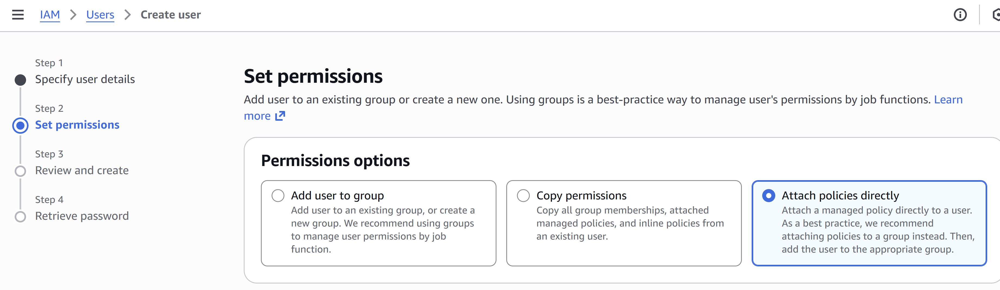 IAM > Users > Create user
Step 1
Specify user details
Step 2
Set permissions
Step 3
Review and create
Step 4
Retrieve password
Set permissions
Add user to an existing group or create a new one. Using groups is a best-practice way to manage user's permissions by job functions. Learn
more
Permissions options
Add user to group
Add user to an existing group, or create a
new group. We recommend using groups
to manage user permissions by job
function.
Copy permissions
Copy all group memberships, attached
managed policies, and inline policies from
an existing user.
Attach policies directly
Attach a managed policy directly to a user.
As a best practice, we recommend
attaching policies to a group instead. Then,
add the user to the appropriate group.